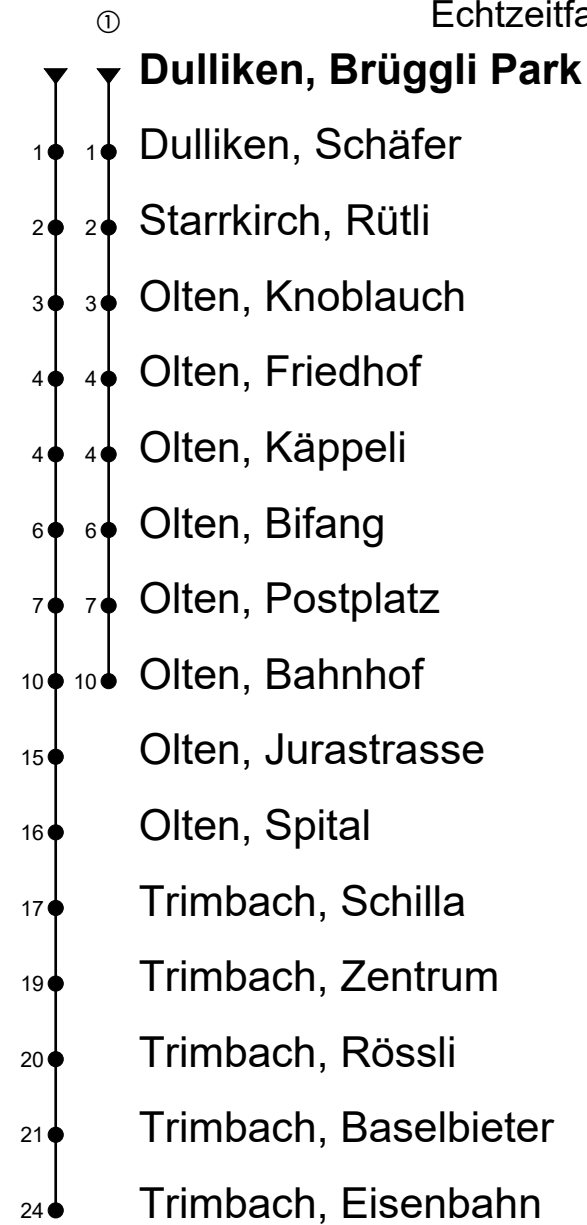 ① Echtzeitfa
Dulliken, Brüggli Park
1 1 Dulliken, Schäfer
2 2 Starrkirch, Rütli
3 3 Olten, Knoblauch
4 4 Olten, Friedhof
4 4 Olten, Käppeli
6 6 Olten, Bifang
7 7 Olten, Postplatz
10 10 Olten, Bahnhof
15 Olten, Jurastrasse
16 Olten, Spital
17 Trimbach, Schilla
19 Trimbach, Zentrum
20 Trimbach, Rössli
21 Trimbach, Baselbieter
24 Trimbach, Eisenbahn